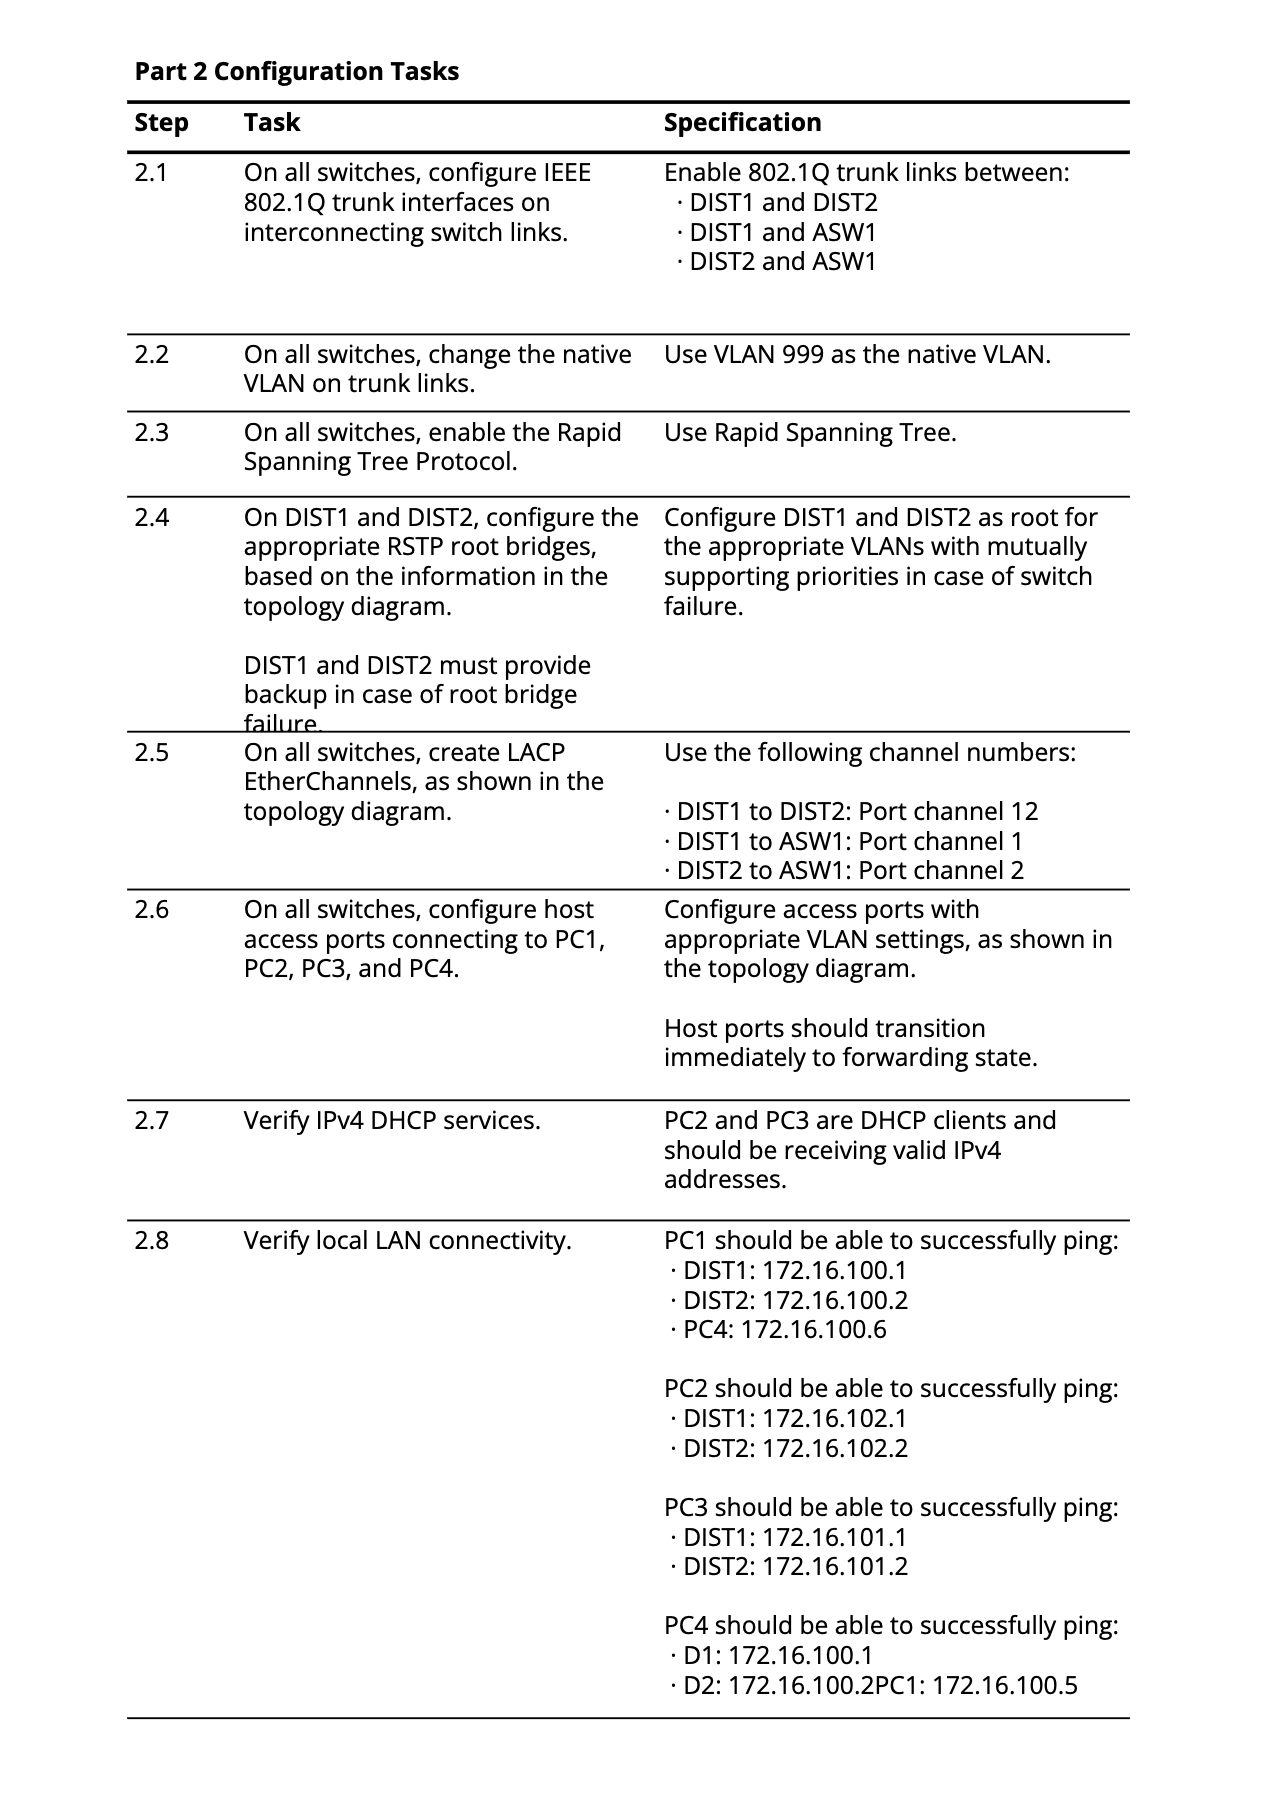 Part 2 Configuration Tasks
Step Task Specification
2.1 On all switches, configure IEEE Enable 802.1Q trunk links between:
802.1Q trunk interfaces on · DIST1 and DIST2
interconnecting switch links. · DIST1 and ASW1
· DIST2 and ASW1
2.2 On all switches, change the native Use VLAN 999 as the native VLAN.
VLAN on trunk links.
2.3 On all switches, enable the Rapid Use Rapid Spanning Tree.
Spanning Tree Protocol.
2.4 On DIST1 and DIST2, configure the Configure DIST1 and DIST2 as root for
appropriate RSTP root bridges, the appropriate VLANs with mutually
based on the information in the supporting priorities in case of switch
topology diagram. failure.
DIST1 and DIST2 must provide
backup in case of root bridge
failure.
2.5 On all switches, create LACP Use the following channel numbers:
EtherChannels, as shown in the
topology diagram. · DIST1 to DIST2: Port channel 12
· DIST1 to ASW1: Port channel 1
· DIST2 to ASW1: Port channel 2
2.6 On all switches, configure host Configure access ports with
access ports connecting to PC1, appropriate VLAN settings, as shown in
PC2, PC3, and PC4. the topology diagram.
Host ports should transition
immediately to forwarding state.
2.7 Verify IPv4 DHCP services. PC2 and PC3 are DHCP clients and
should be receiving valid IPv4
addresses.
2.8 Verify local LAN connectivity. PC1 should be able to successfully ping:
· DIST1: 172.16.100.1
· DIST2: 172.16.100.2
· PC4: 172.16.100.6
PC2 should be able to successfully ping:
· DIST1: 172.16.102.1
· DIST2: 172.16.102.2
PC3 should be able to successfully ping:
· DIST1: 172.16.101.1
· DIST2: 172.16.101.2
PC4 should be able to successfully ping:
· D1: 172.16.100.1
· D2: 172.16.100.2PC1: 172.16.100.5